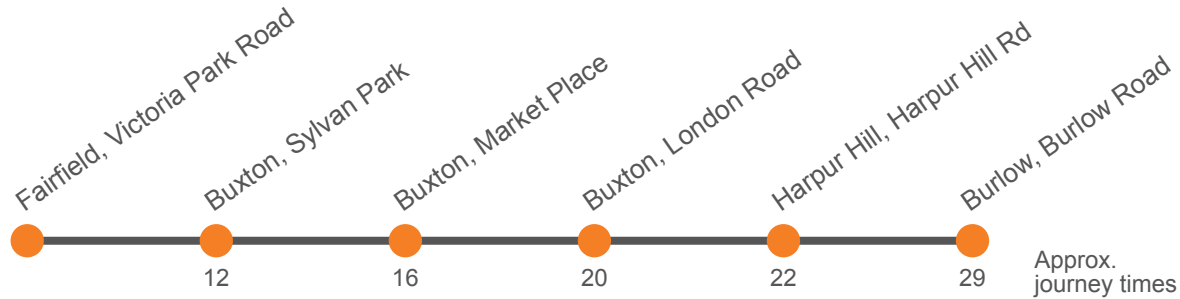 Fairfield, Victoria Park Road
Buxton, Sylvan Park
Buxton, Market Place
Buxton, London Road
Harpur Hill, Harpur Hill Rd
Burlow, Burlow Road
12
16
20
22
29
Approx.
journey times